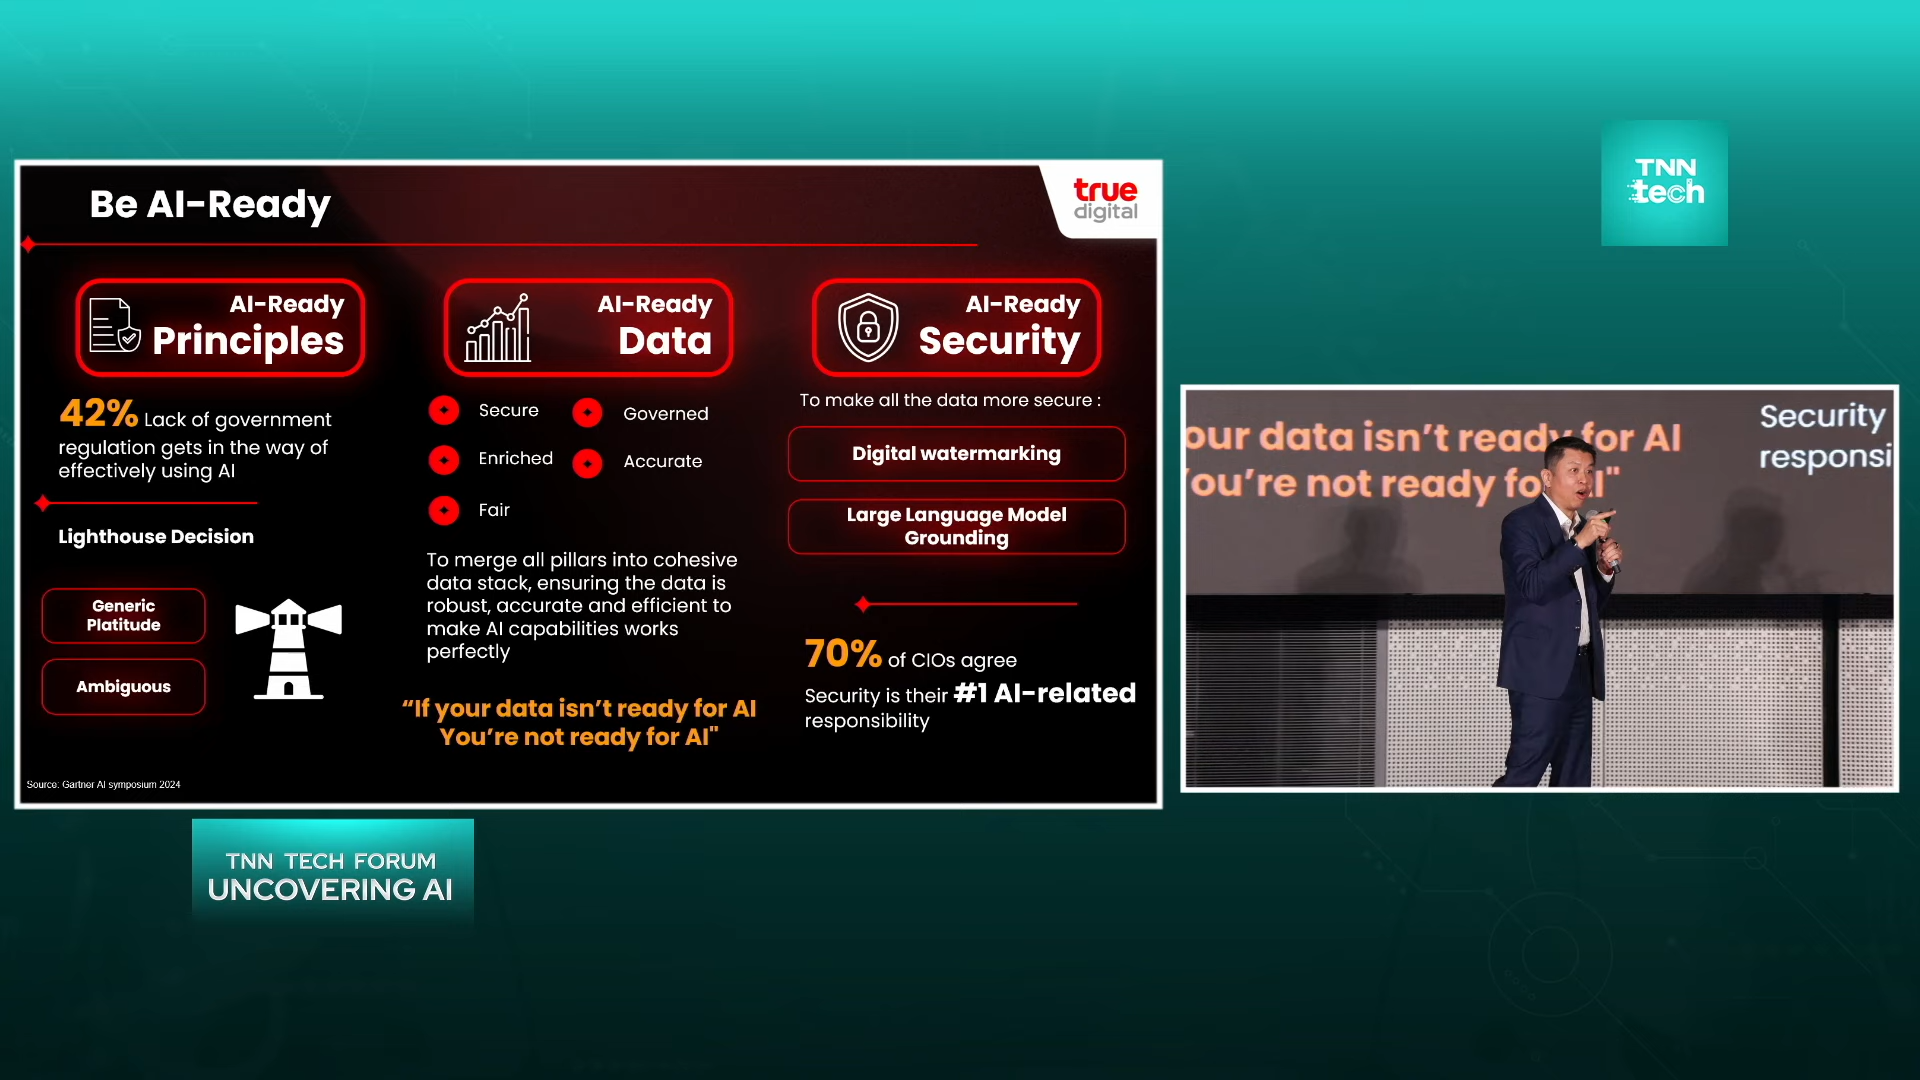 Be AI-Ready
true
digital
AI-Ready
Principles
42% Lack of government
regulation gets in the way of
effectively using AI
Lighthouse Decision
Generic
Platitude
Ambiguous
AI-Ready
Data
Secure
Governed
Enriched
Accurate
Fair
To merge all pillars into cohesive
data stack, ensuring the data is
robust, accurate and efficient to
make AI capabilities works
perfectly
“If your data isn’t ready for AI
You’re not ready for AI"
AI-Ready
Security
To make all the data more secure :
Digital watermarking
Large Language Model
Grounding
70% of CIOs agree
Security is their #1 AI-related
responsibility
Source: Gartner AI symposium 2024
TNN
tech
our data isn’t ready for AI
ou’re not ready fo I"
Security
responsi
TNN TECH FORUM
UNCOVERING AI